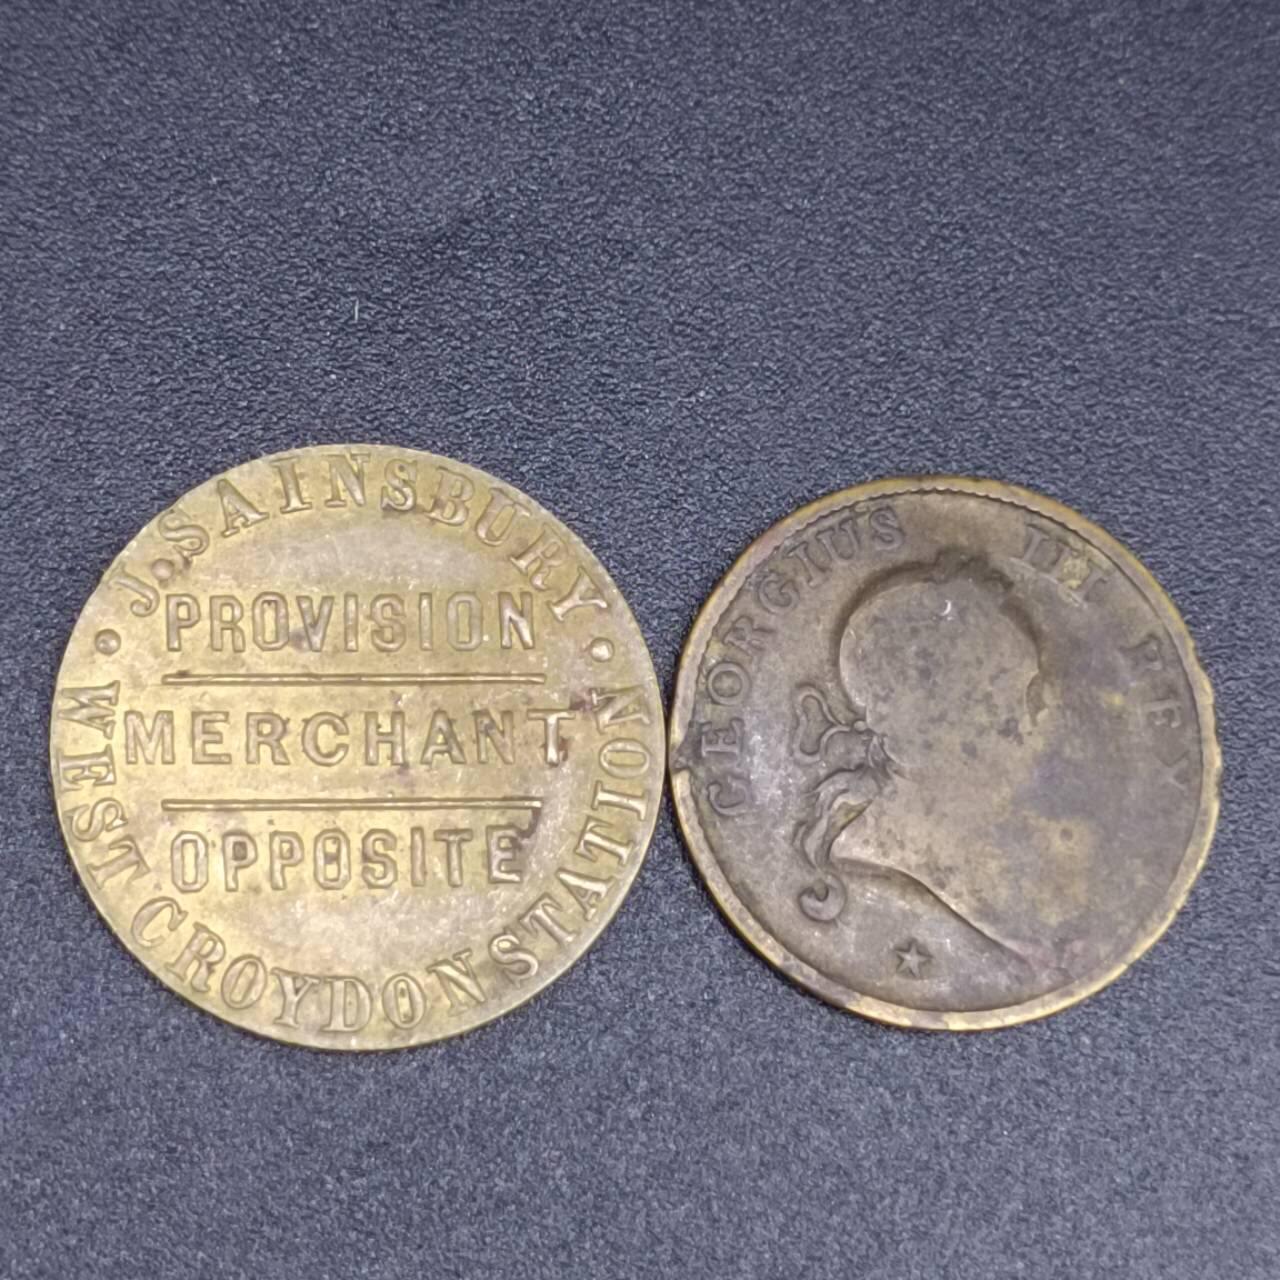 J. SAINSBURY
PROVISION
MERCHANT
OPPOSITE
WEST CROYDON STATION
GEORGIUS III REX